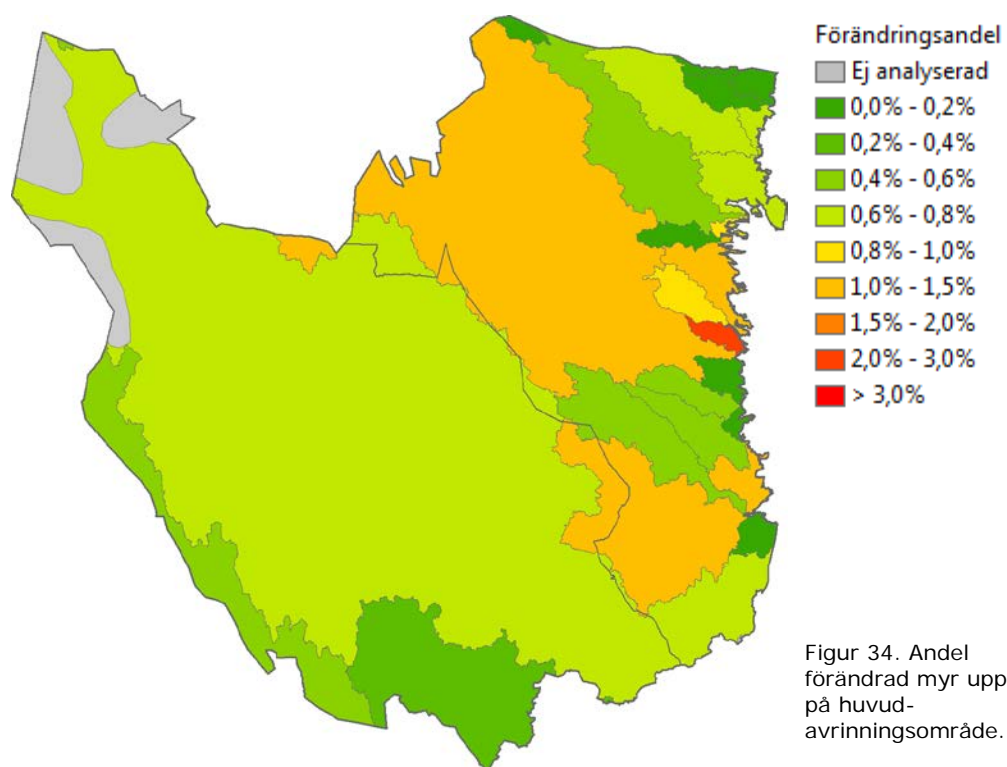 Förändringsandel
Ej analyserad
0,0% - 0,2%
0,2% - 0,4%
0,4% - 0,6%
0,6% - 0,8%
0,8% - 1,0%
1,0% - 1,5%
1,5% - 2,0%
2,0% - 3,0%
> 3,0%
Figur 34. Andel
förändrad myr upp
på huvud-
avrinningsområde.